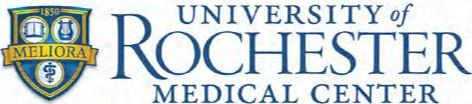 1850
MELIORA
UNIVERSITY of
ROCHESTER
MEDICAL CENTER